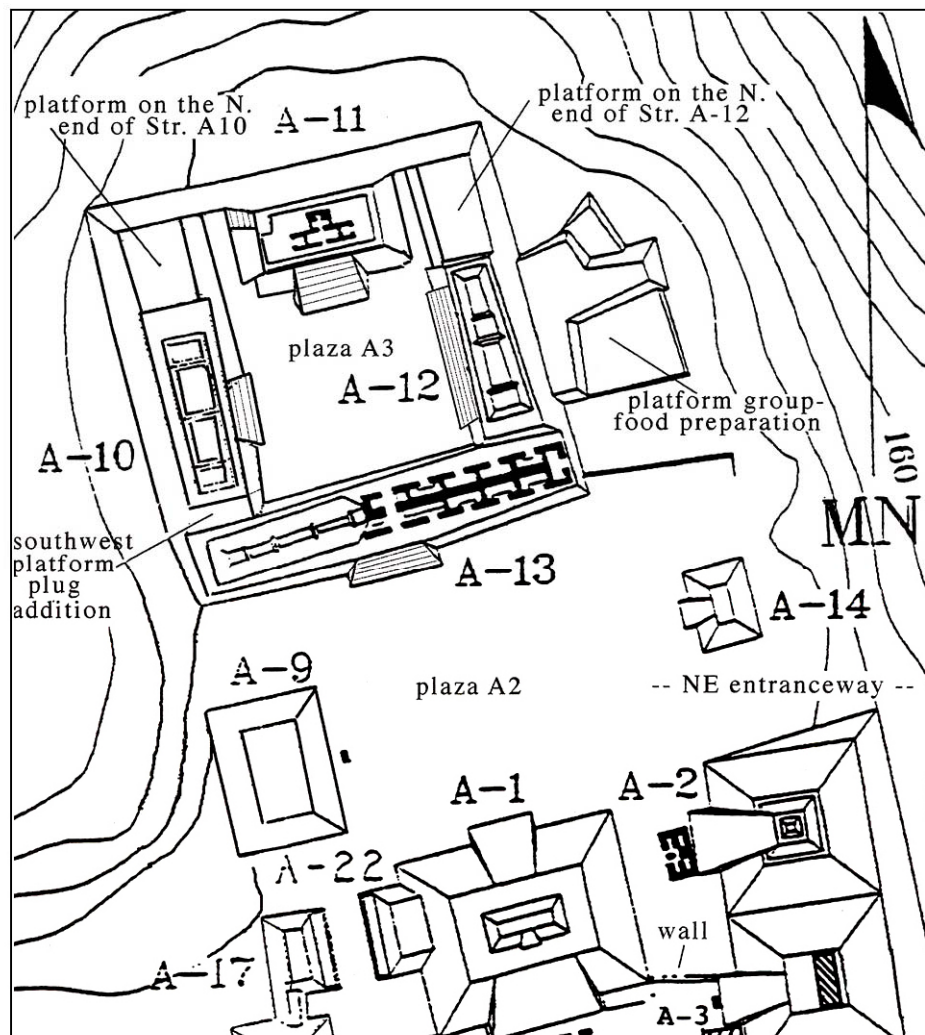 platform on the N.
end of Str. A10
A-11
platform on the N.
end of Str. A-12
plaza A3
A-12
platform group-
food preparation
A-10
160
MN
southwest
platform
plug
addition
A-13
A-14
A-9
plaza A2
-- NE entranceway --
A-1
A-2
A-22
wall
A-17
A-3